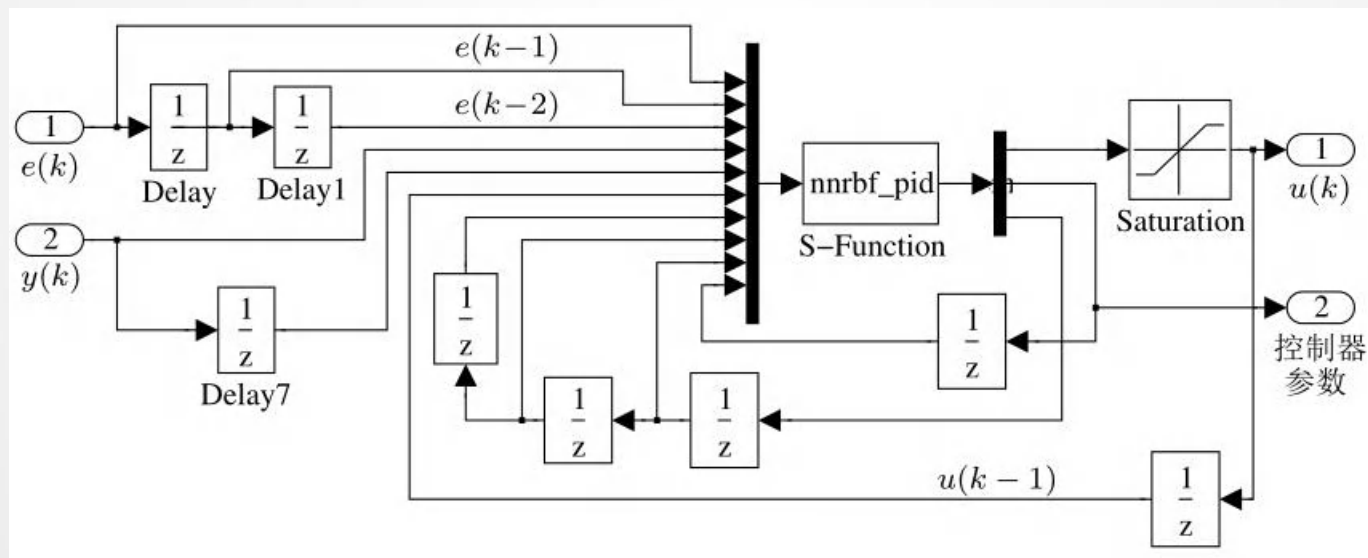 e(k−1)
1
e(k)
1
z
Delay
1
z
Delay1
e(k−2)
nnrbf_pid
S−Function
Saturation
1
u(k)
2
y(k)
1
z
Delay7
1
z
1
z
1
z
1
z
2
控制器
参数
u(k − 1)
1
z